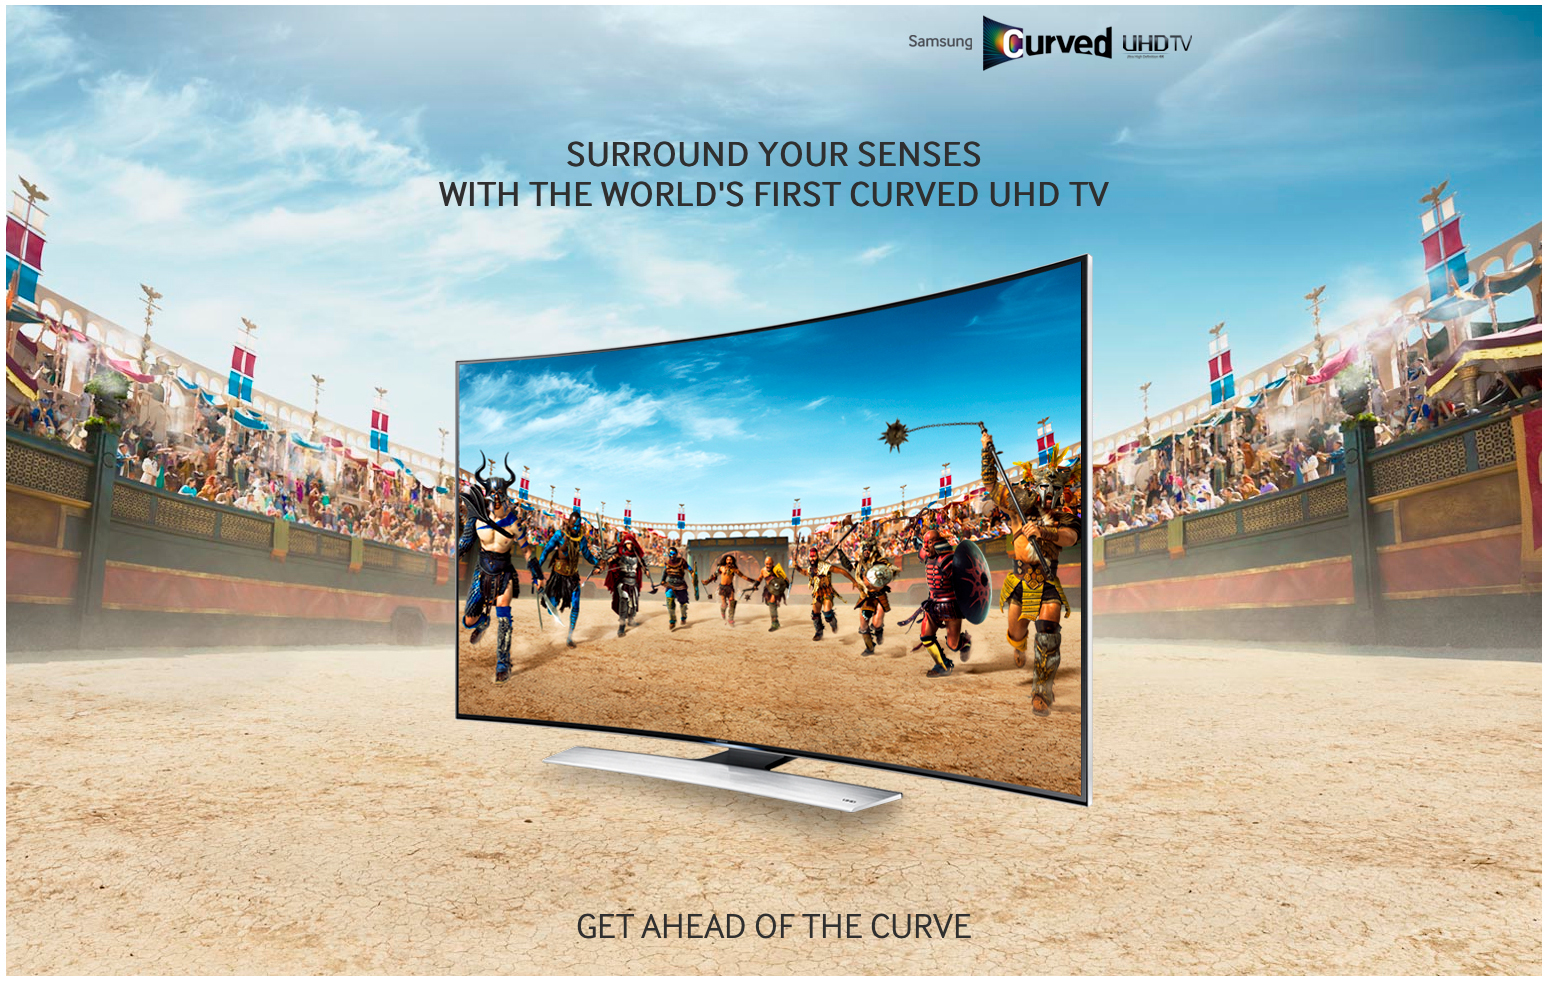 Samsung Curved UHDTV
SURROUND YOUR SENSES
WITH THE WORLD'S FIRST CURVED UHD TV
GET AHEAD OF THE CURVE